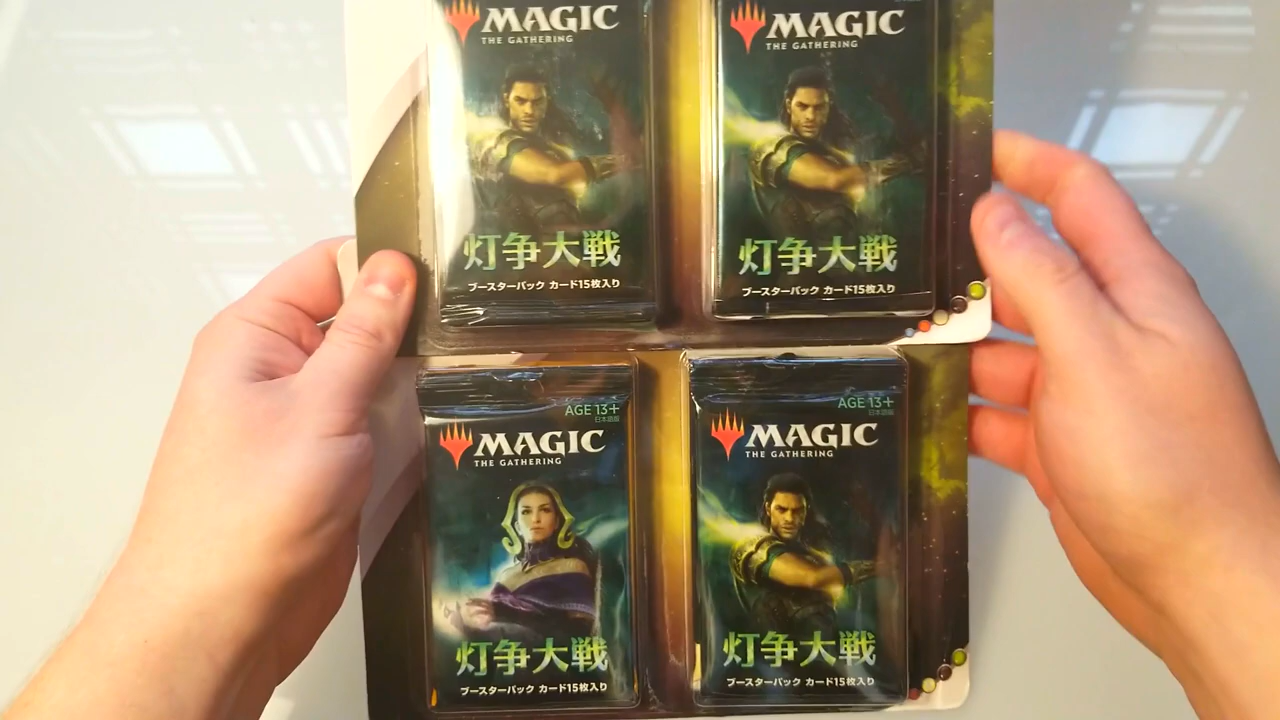 MAGIC
THE GATHERING
灯争大戦
ブースターパック カード15枚入り
MAGIC
THE GATHERING
灯争大戦
ブースターパック カード15枚入り
AGE 13+
日本語版
MAGIC
THE GATHERING
灯争大戦
ブースターパック カード15枚入り
AGE 13+
日本語版
MAGIC
THE GATHERING
灯争大戦
ブースターパック カード15枚入り